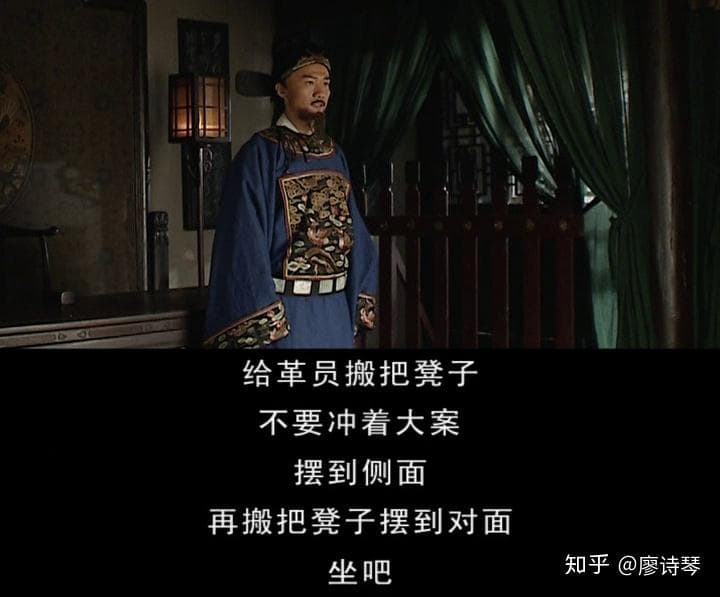 给革员搬把凳子
不要冲着大案
摆到侧面
再搬把凳子摆到对面
坐吧
知乎 @廖诗琴